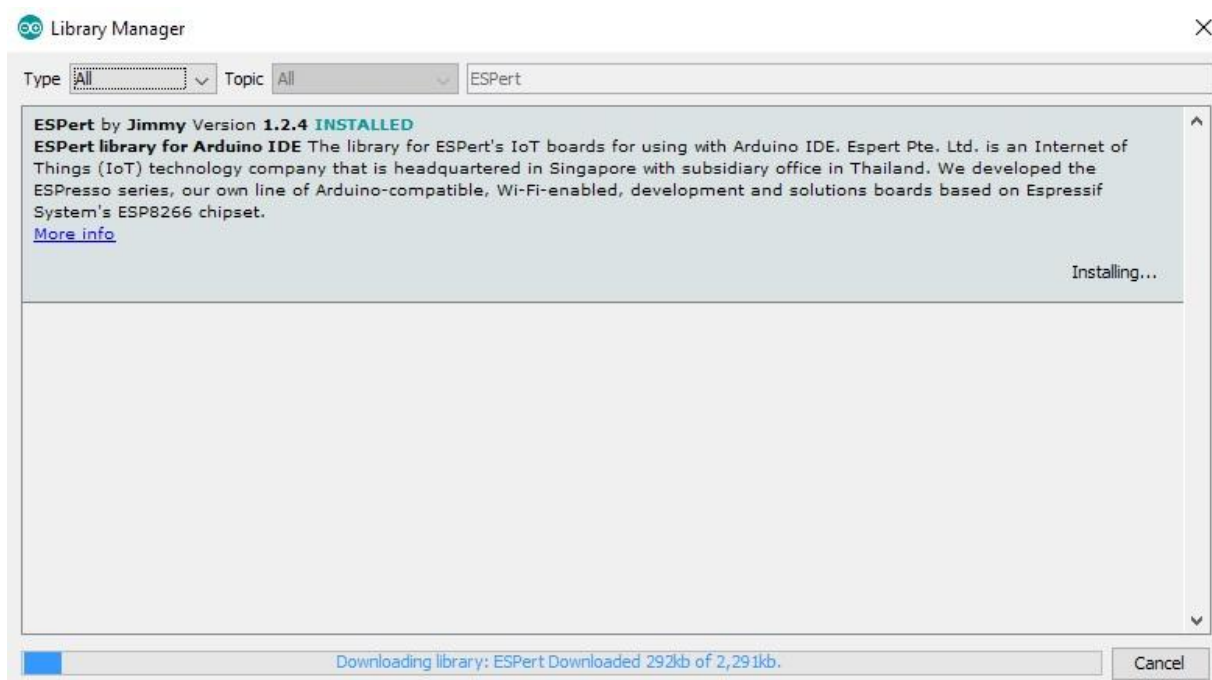 Library Manager
Type All Topic All ESPert
ESPert by Jimmy Version 1.2.4 INSTALLED
ESPert library for Arduino IDE The library for ESPert's IoT boards for using with Arduino IDE. Espert Pte. Ltd. is an Internet of
Things (IoT) technology company that is headquartered in Singapore with subsidiary office in Thailand. We developed the
ESPresso series, our own line of Arduino-compatible, Wi-Fi-enabled, development and solutions boards based on Espressif
System's ESP8266 chipset.
More info
Installing...
Downloading library: ESPert Downloaded 292kb of 2,291kb.
Cancel